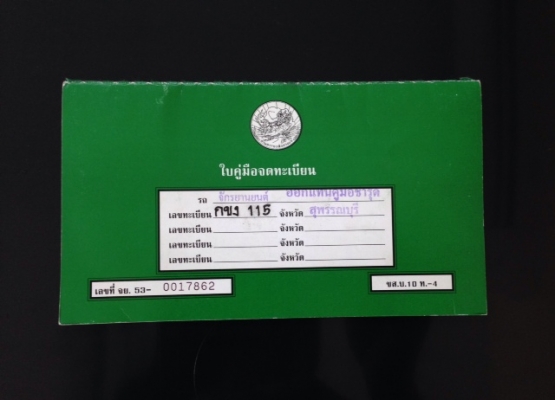 ใบคู่มือจดทะเบียน
รถ จักรยานยนต์ ออกแทนคู่มือชำรุด
เลขทะเบียน กขง 115 จังหวัด สุพรรณบุรี
เลขทะเบียน จังหวัด
เลขทะเบียน จังหวัด
เลขทะเบียน จังหวัด
เลขที่ จย. 53- 0017862
ขส.บ.10 ท.-4